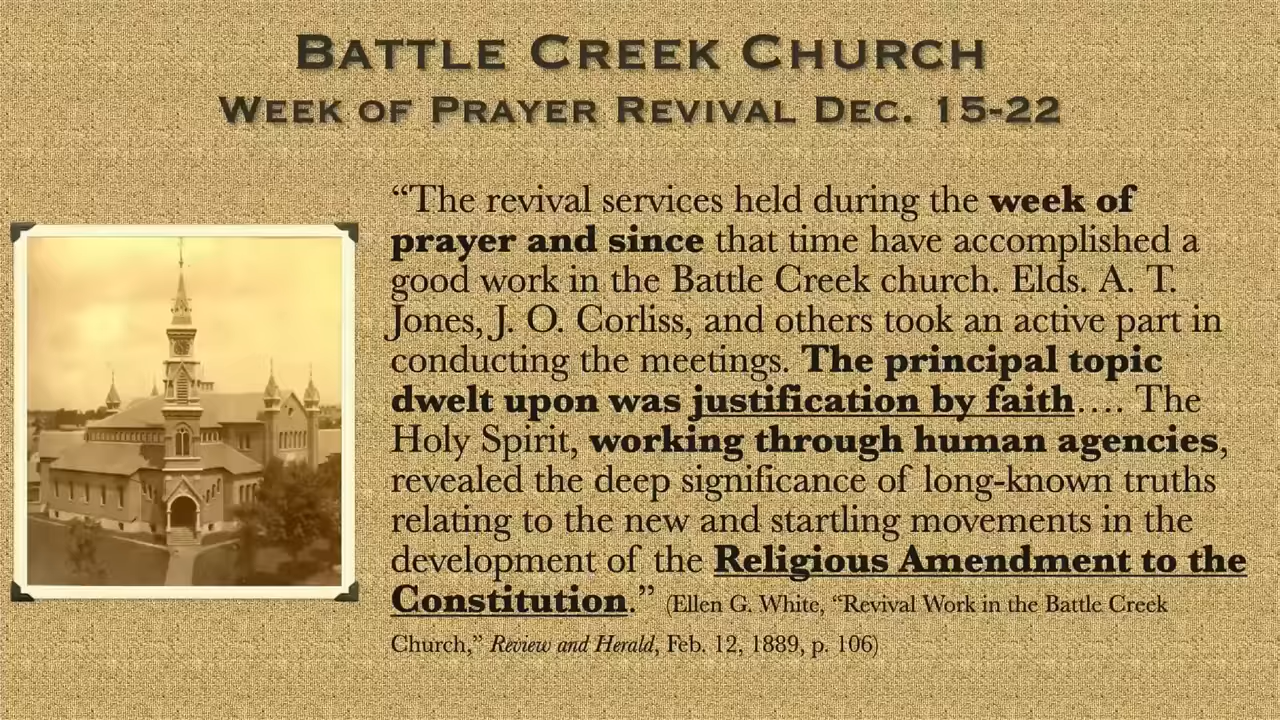 BATTLE CREEK CHURCH
WEEK OF PRAYER REVIVAL DEC. 15-22
“The revival services held during the week of
prayer and since that time have accomplished a
good work in the Battle Creek church. Elds. A. T.
Jones, J. O. Corliss, and others took an active part in
conducting the meetings. The principal topic
dwelt upon was justification by faith…. The
Holy Spirit, working through human agencies,
revealed the deep significance of long-known truths
relating to the new and startling movements in the
development of the Religious Amendment to the
Constitution.” (Ellen G. White, “Revival Work in the Battle Creek
Church,” Review and Herald, Feb. 12, 1889, p. 106)